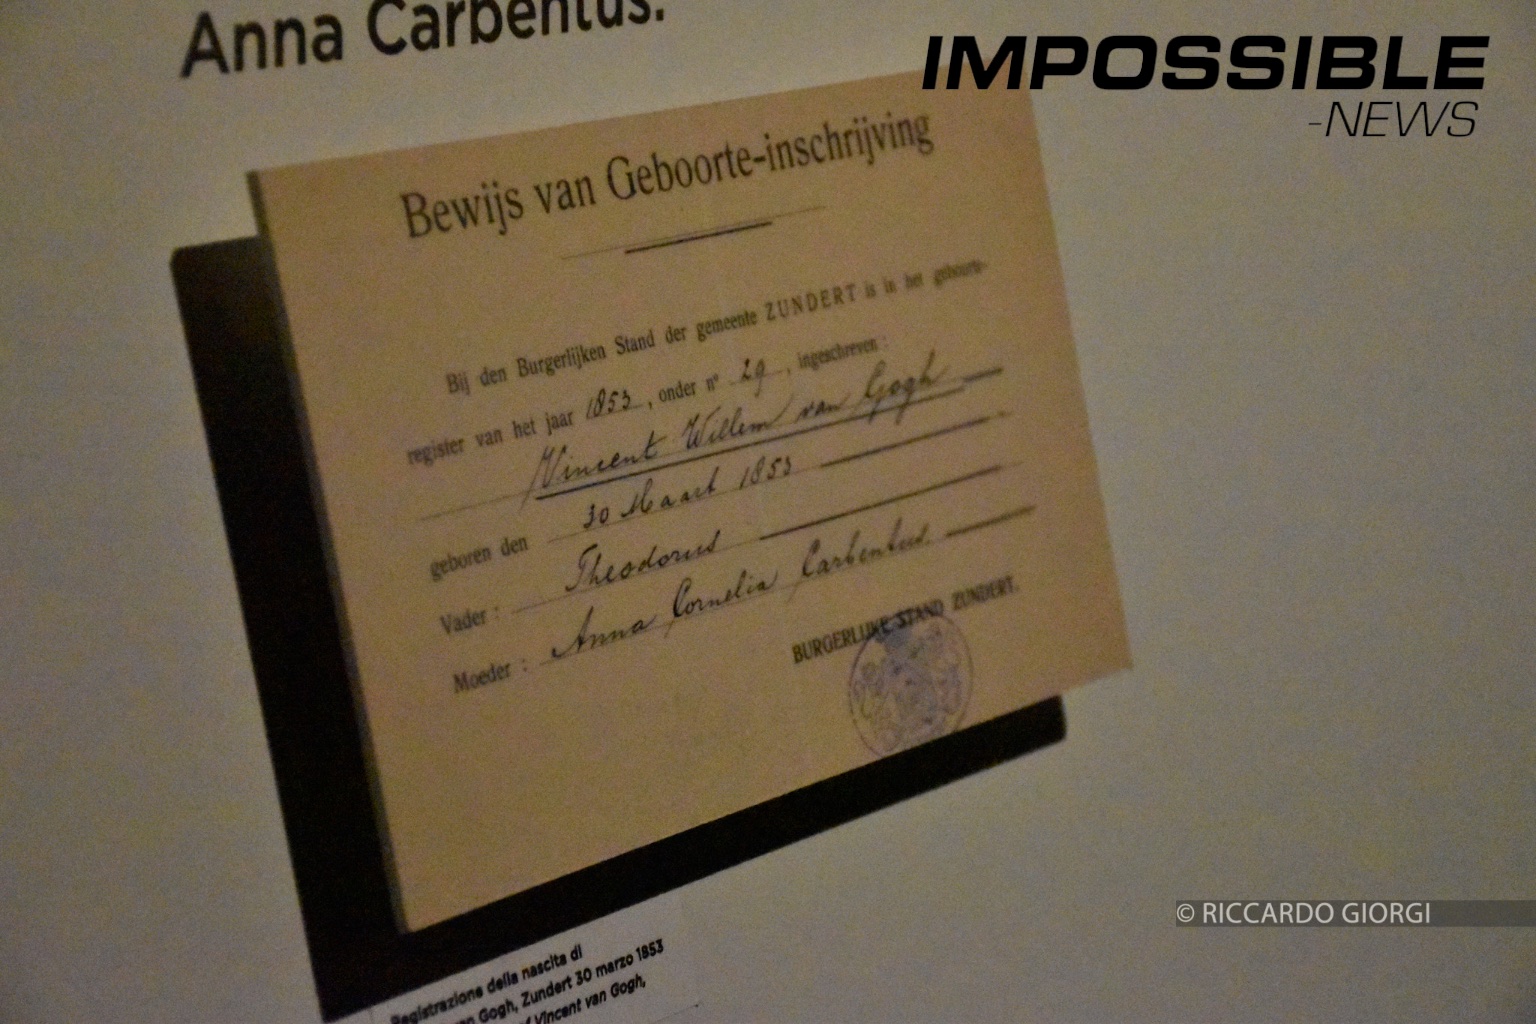 Anna Carbentus.
IMPOSSIBLE
-NEWS
Bewijs van Geboorte-inschrijving
Bij den Burgerlijken Stand der gemeente ZUNDERT is in het geboorte-
register van het jaar 1853, onder nº 29, ingeschreven:
Vincent Willem van Gogh
geboren den 30 Maart 1853
Vader: Theodorus
Moeder: Anna Cornelia Carbentus.
BURGERLIJKE STAND ZUNDERT.
© RICCARDO GIORGI
Registrazione della nascita di
van Gogh, Zundert 30 marzo 1853
of Vincent van Gogh,